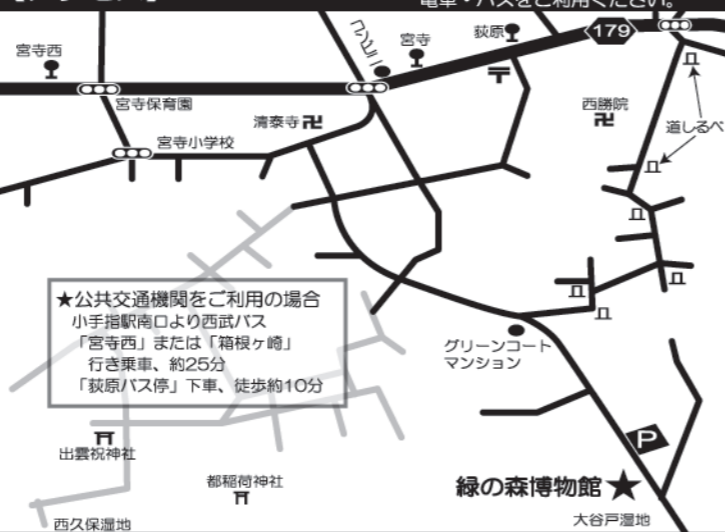 電車・バスをご利用ください。
荻原
179
宮寺
コンビニ
宮寺西
宮寺保育園
西勝院
清泰寺
道しるべ
宮寺小学校
★公共交通機関をご利用の場合
小手指駅南口より西武バス
「宮寺西」または「箱根ヶ崎」
行き乗車、約25分
「荻原バス停」下車、徒歩約10分
グリーンコート
マンション
P
出雲祝神社
都稲荷神社
緑の森博物館★
西久保湿地
大谷戸湿地